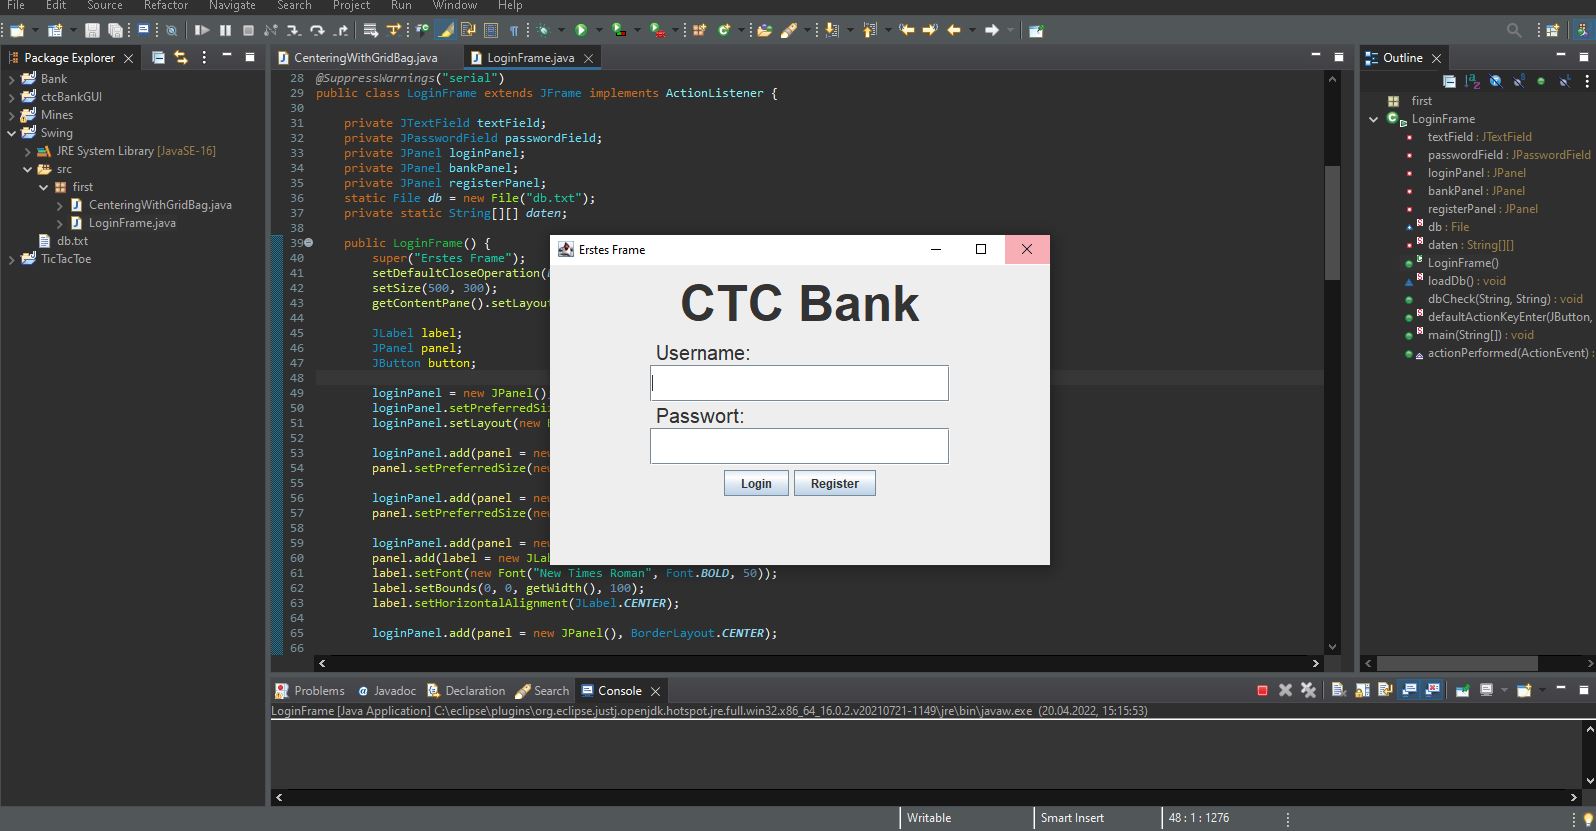 File Edit Source Refactor Navigate Search Project Run Window Help
Package Explorer
Bank
ctcBankGUI
Mines
Swing
JRE System Library [JavaSE-16]
src
first
CenteringWithGridBag.java
LoginFrame.java
db.txt
TicTacToe
CenteringWithGridBag.java LoginFrame.java
28 @SuppressWarnings("serial")
29 public class LoginFrame extends JFrame implements ActionListener {
30
31 private JTextField textField;
32 private JPasswordField passwordField;
33 private JPanel loginPanel;
34 private JPanel bankPanel;
35 private JPanel registerPanel;
36 static File db = new File("db.txt");
37 private static String[][] daten;
38
39 public LoginFrame() {
40 super("Erstes Frame");
41 setDefaultCloseOperation(
42 setSize(500, 300);
43 getContentPane().setLayou
44
45 JLabel label;
46 JPanel panel;
47 JButton button;
48
49 loginPanel = new JPanel()
50 loginPanel.setPreferredSi
51 loginPanel.setLayout(new
52
53 loginPanel.add(panel = ne
54 panel.setPreferredSize(ne
55
56 loginPanel.add(panel = ne
57 panel.setPreferredSize(ne
58
59 loginPanel.add(panel = ne
60 panel.add(label = new JLa
61 label.setFont(new Font("New Times Roman", Font.BOLD, 50));
62 label.setBounds(0, 0, getWidth(), 100);
63 label.setHorizontalAlignment(JLabel.CENTER);
64
65 loginPanel.add(panel = new JPanel(), BorderLayout.CENTER);
66
Erstes Frame
CTC Bank
Username:
Passwort:
Login Register
Outline
first
LoginFrame
textField : JTextField
passwordField : JPasswordField
loginPanel : JPanel
bankPanel : JPanel
registerPanel : JPanel
db : File
daten : String[][]
LoginFrame()
loadDb() : void
dbCheck(String, String) : void
defaultActionKeyEnter(JButton,
main(String[]) : void
actionPerformed(ActionEvent) :
Problems Javadoc Declaration Search Console
LoginFrame [Java Application] C:\eclipse\plugins\org.eclipse.justj.openjdk.hotspot.jre.full.win32.x86_64_16.0.2.v20210721-1149\jre\bin\javaw.exe (20.04.2022, 15:15:53)
Writable Smart Insert 48 : 1 : 1276